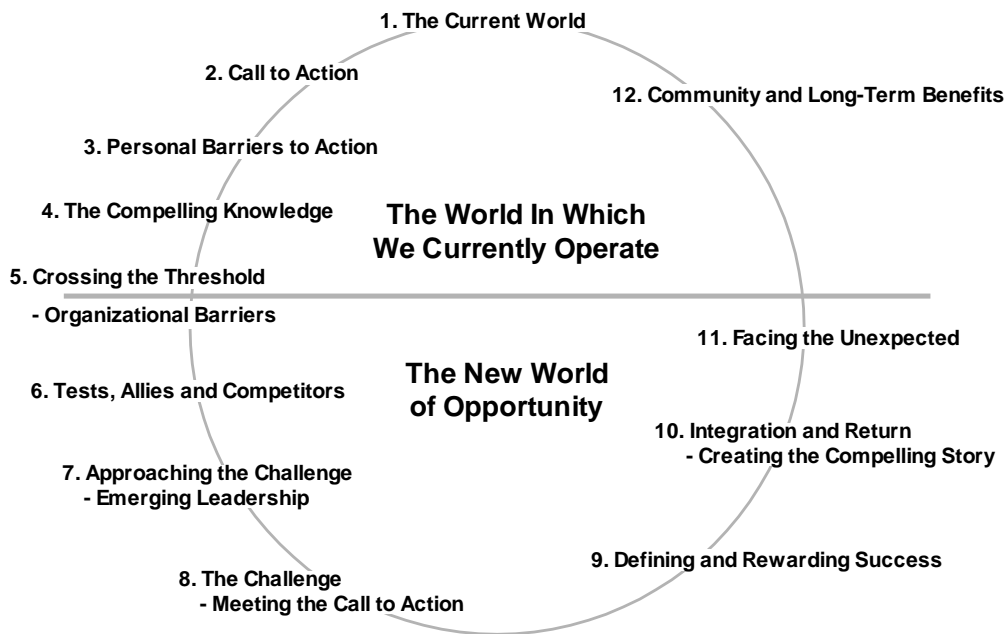 1. The Current World
2. Call to Action
12. Community and Long-Term Benefits
3. Personal Barriers to Action
4. The Compelling Knowledge
The World In Which
We Currently Operate
5. Crossing the Threshold
- Organizational Barriers
11. Facing the Unexpected
The New World
of Opportunity
6. Tests, Allies and Competitors
10. Integration and Return
- Creating the Compelling Story
7. Approaching the Challenge
- Emerging Leadership
9. Defining and Rewarding Success
8. The Challenge
- Meeting the Call to Action